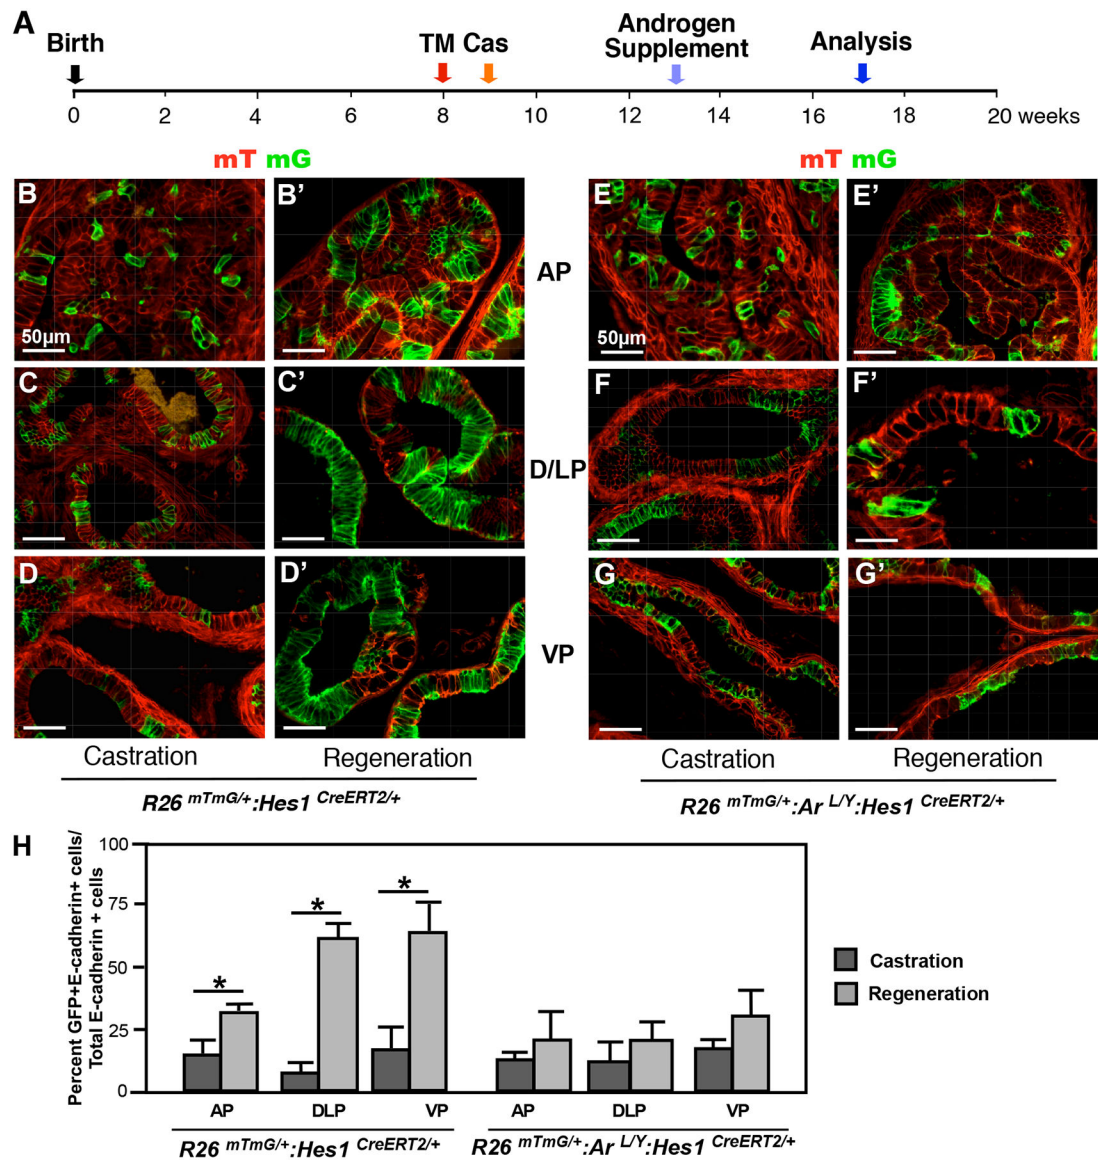 A
Birth
TM Cas
Androgen
Supplement
Analysis
0 2 4 6 8 10 12 14 16 18 20 weeks
mT mG
mT mG
B
50μm
B'
AP
E
50μm
E'
C
C'
D/LP
F
F'
D
D'
VP
G
G'
Castration
Regeneration
Castration
Regeneration
R26 mTmG/+:Hes1 CreERT2/+
R26 mTmG/+:Ar L/Y:Hes1 CreERT2/+
H
Percent GFP+E-cadherin+ cells/
Total E-cadherin + cells
100
75
50
25
0
*
*
*
Castration
Regeneration
AP DLP VP AP DLP VP
R26 mTmG/+:Hes1 CreERT2/+
R26 mTmG/+:Ar L/Y:Hes1 CreERT2/+